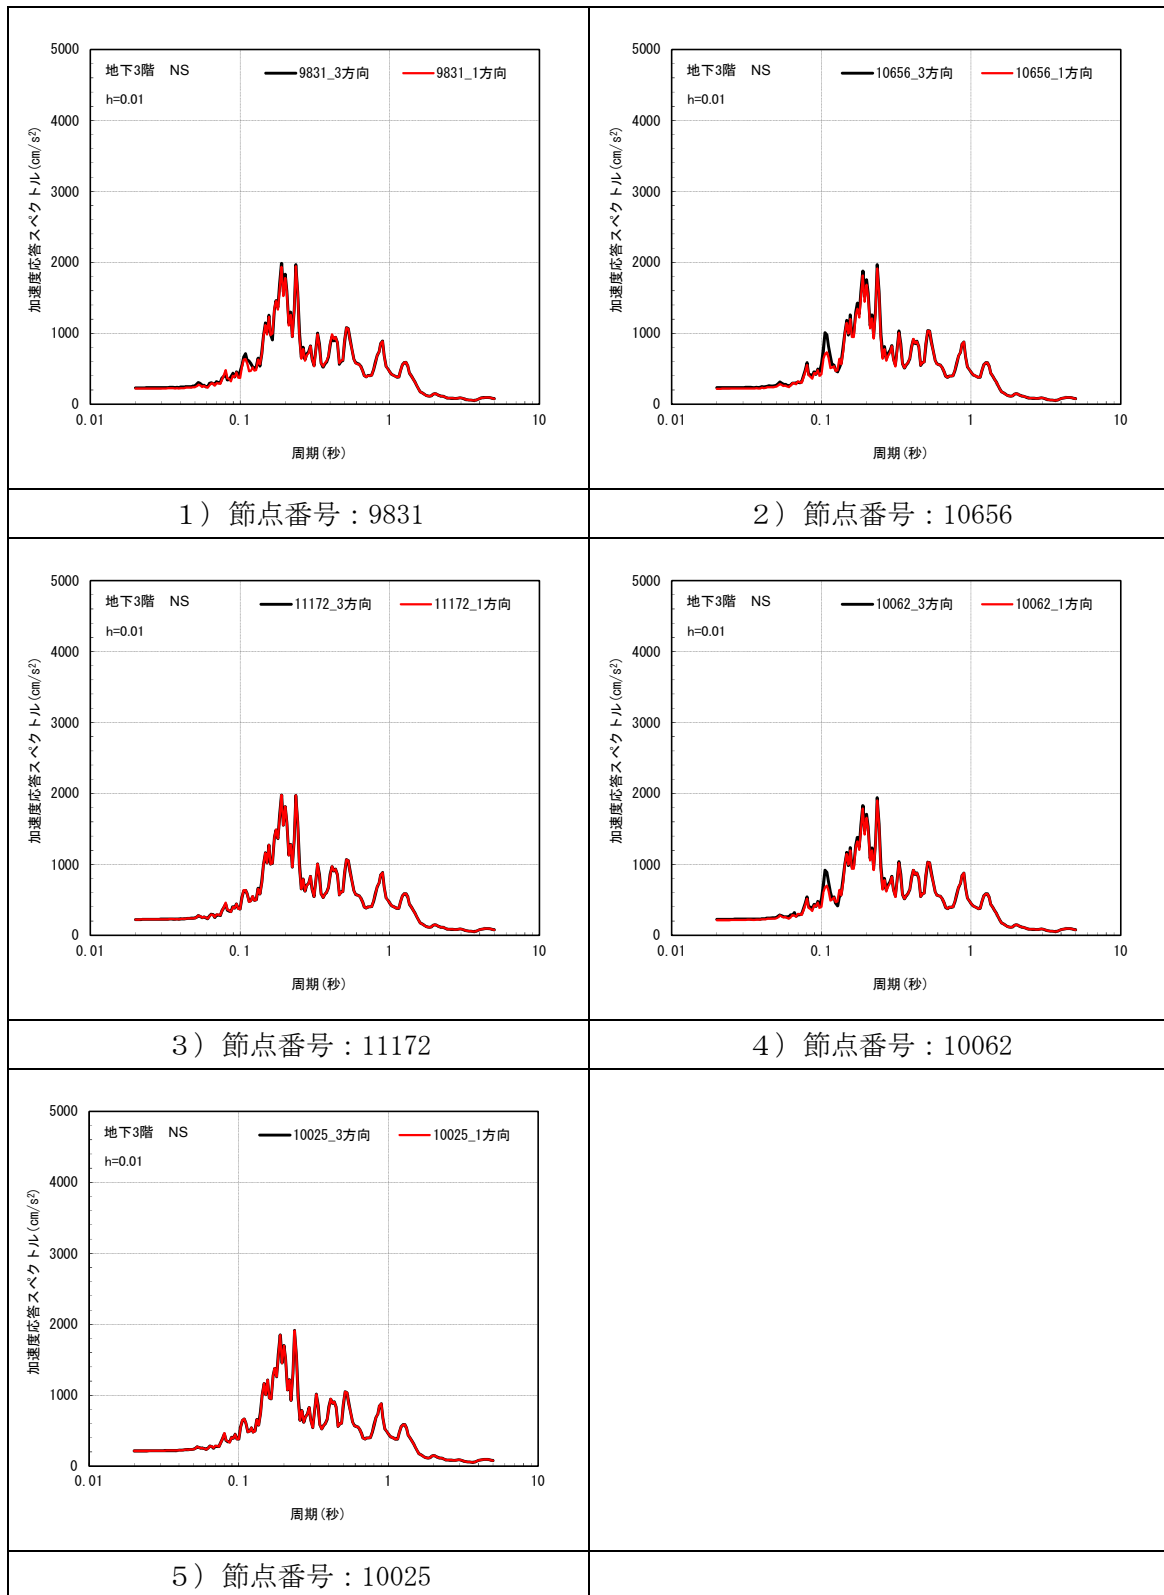 5000
4000
3000
2000
1000
0
0.01
0.1
1
10
加速度応答スペクトル(cm/s²)
周期(秒)
地下3階 NS
h=0.01
9831_3方向
9831_1方向
1）節点番号：9831
5000
4000
3000
2000
1000
0
0.01
0.1
1
10
加速度応答スペクトル(cm/s²)
周期(秒)
地下3階 NS
h=0.01
10656_3方向
10656_1方向
2）節点番号：10656
5000
4000
3000
2000
1000
0
0.01
0.1
1
10
加速度応答スペクトル(cm/s²)
周期(秒)
地下3階 NS
h=0.01
11172_3方向
11172_1方向
3）節点番号：11172
5000
4000
3000
2000
1000
0
0.01
0.1
1
10
加速度応答スペクトル(cm/s²)
周期(秒)
地下3階 NS
h=0.01
10062_3方向
10062_1方向
4）節点番号：10062
5000
4000
3000
2000
1000
0
0.01
0.1
1
10
加速度応答スペクトル(cm/s²)
周期(秒)
地下3階 NS
h=0.01
10025_3方向
10025_1方向
5）節点番号：10025